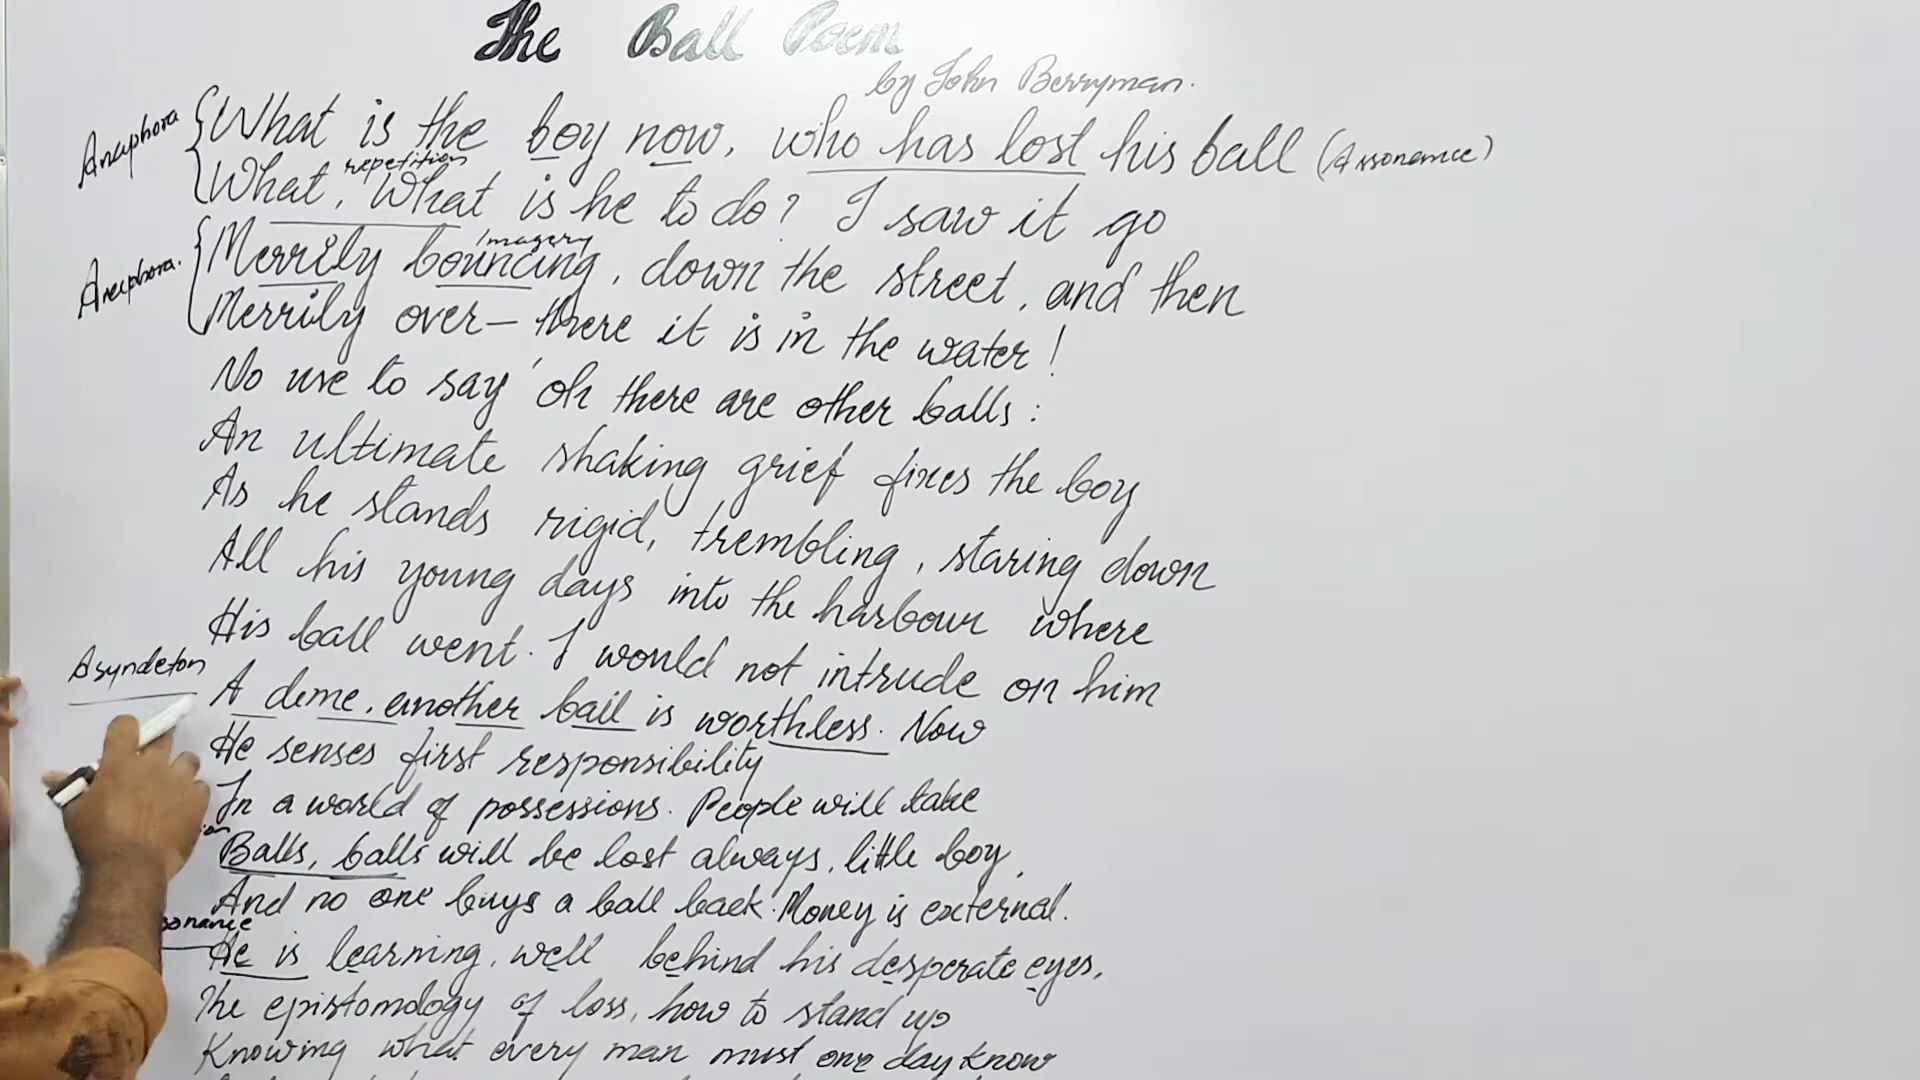 The Ball Poem
by John Berryman.
Anaphora {What is the boy now, who has lost his ball (Assonance)
repetition
What, What is he to do? I saw it go
imagery
Anaphora. {Merrily bouncing, down the street, and then
Merrily over— there it is in the water!
No use to say 'oh there are other balls:
An ultimate shaking grief fixes the boy
As he stands rigid, trembling, staring down
All his young days into the harbour where
His ball went. I would not intrude on him
Asyndeton
A dime, another ball is worthless. Now
He senses first responsibility
In a world of possessions. People will take
ion
Balls, balls will be lost always, little boy,
And no one buys a ball back. Money is external.
sonance
He is learning, well behind his desperate eyes,
The epistomology of loss, how to stand up
Knowing what every man must one day know